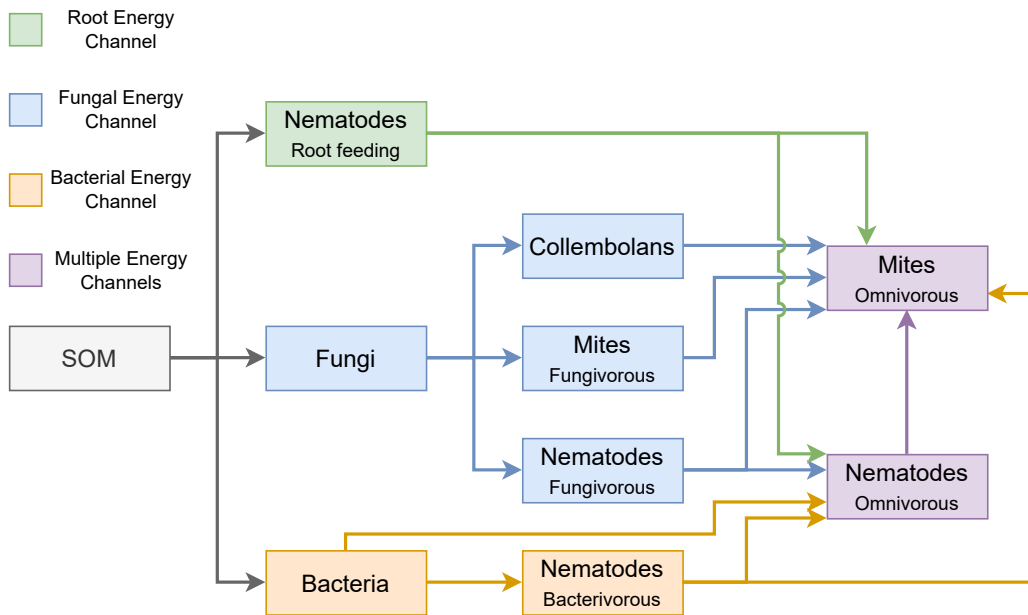 Root Energy
Channel
Fungal Energy
Channel
Bacterial Energy
Channel
Multiple Energy
Channels
SOM
Nematodes
Root feeding
Fungi
Bacteria
Collembolans
Mites
Fungivorous
Nematodes
Fungivorous
Nematodes
Bacterivorous
Mites
Omnivorous
Nematodes
Omnivorous